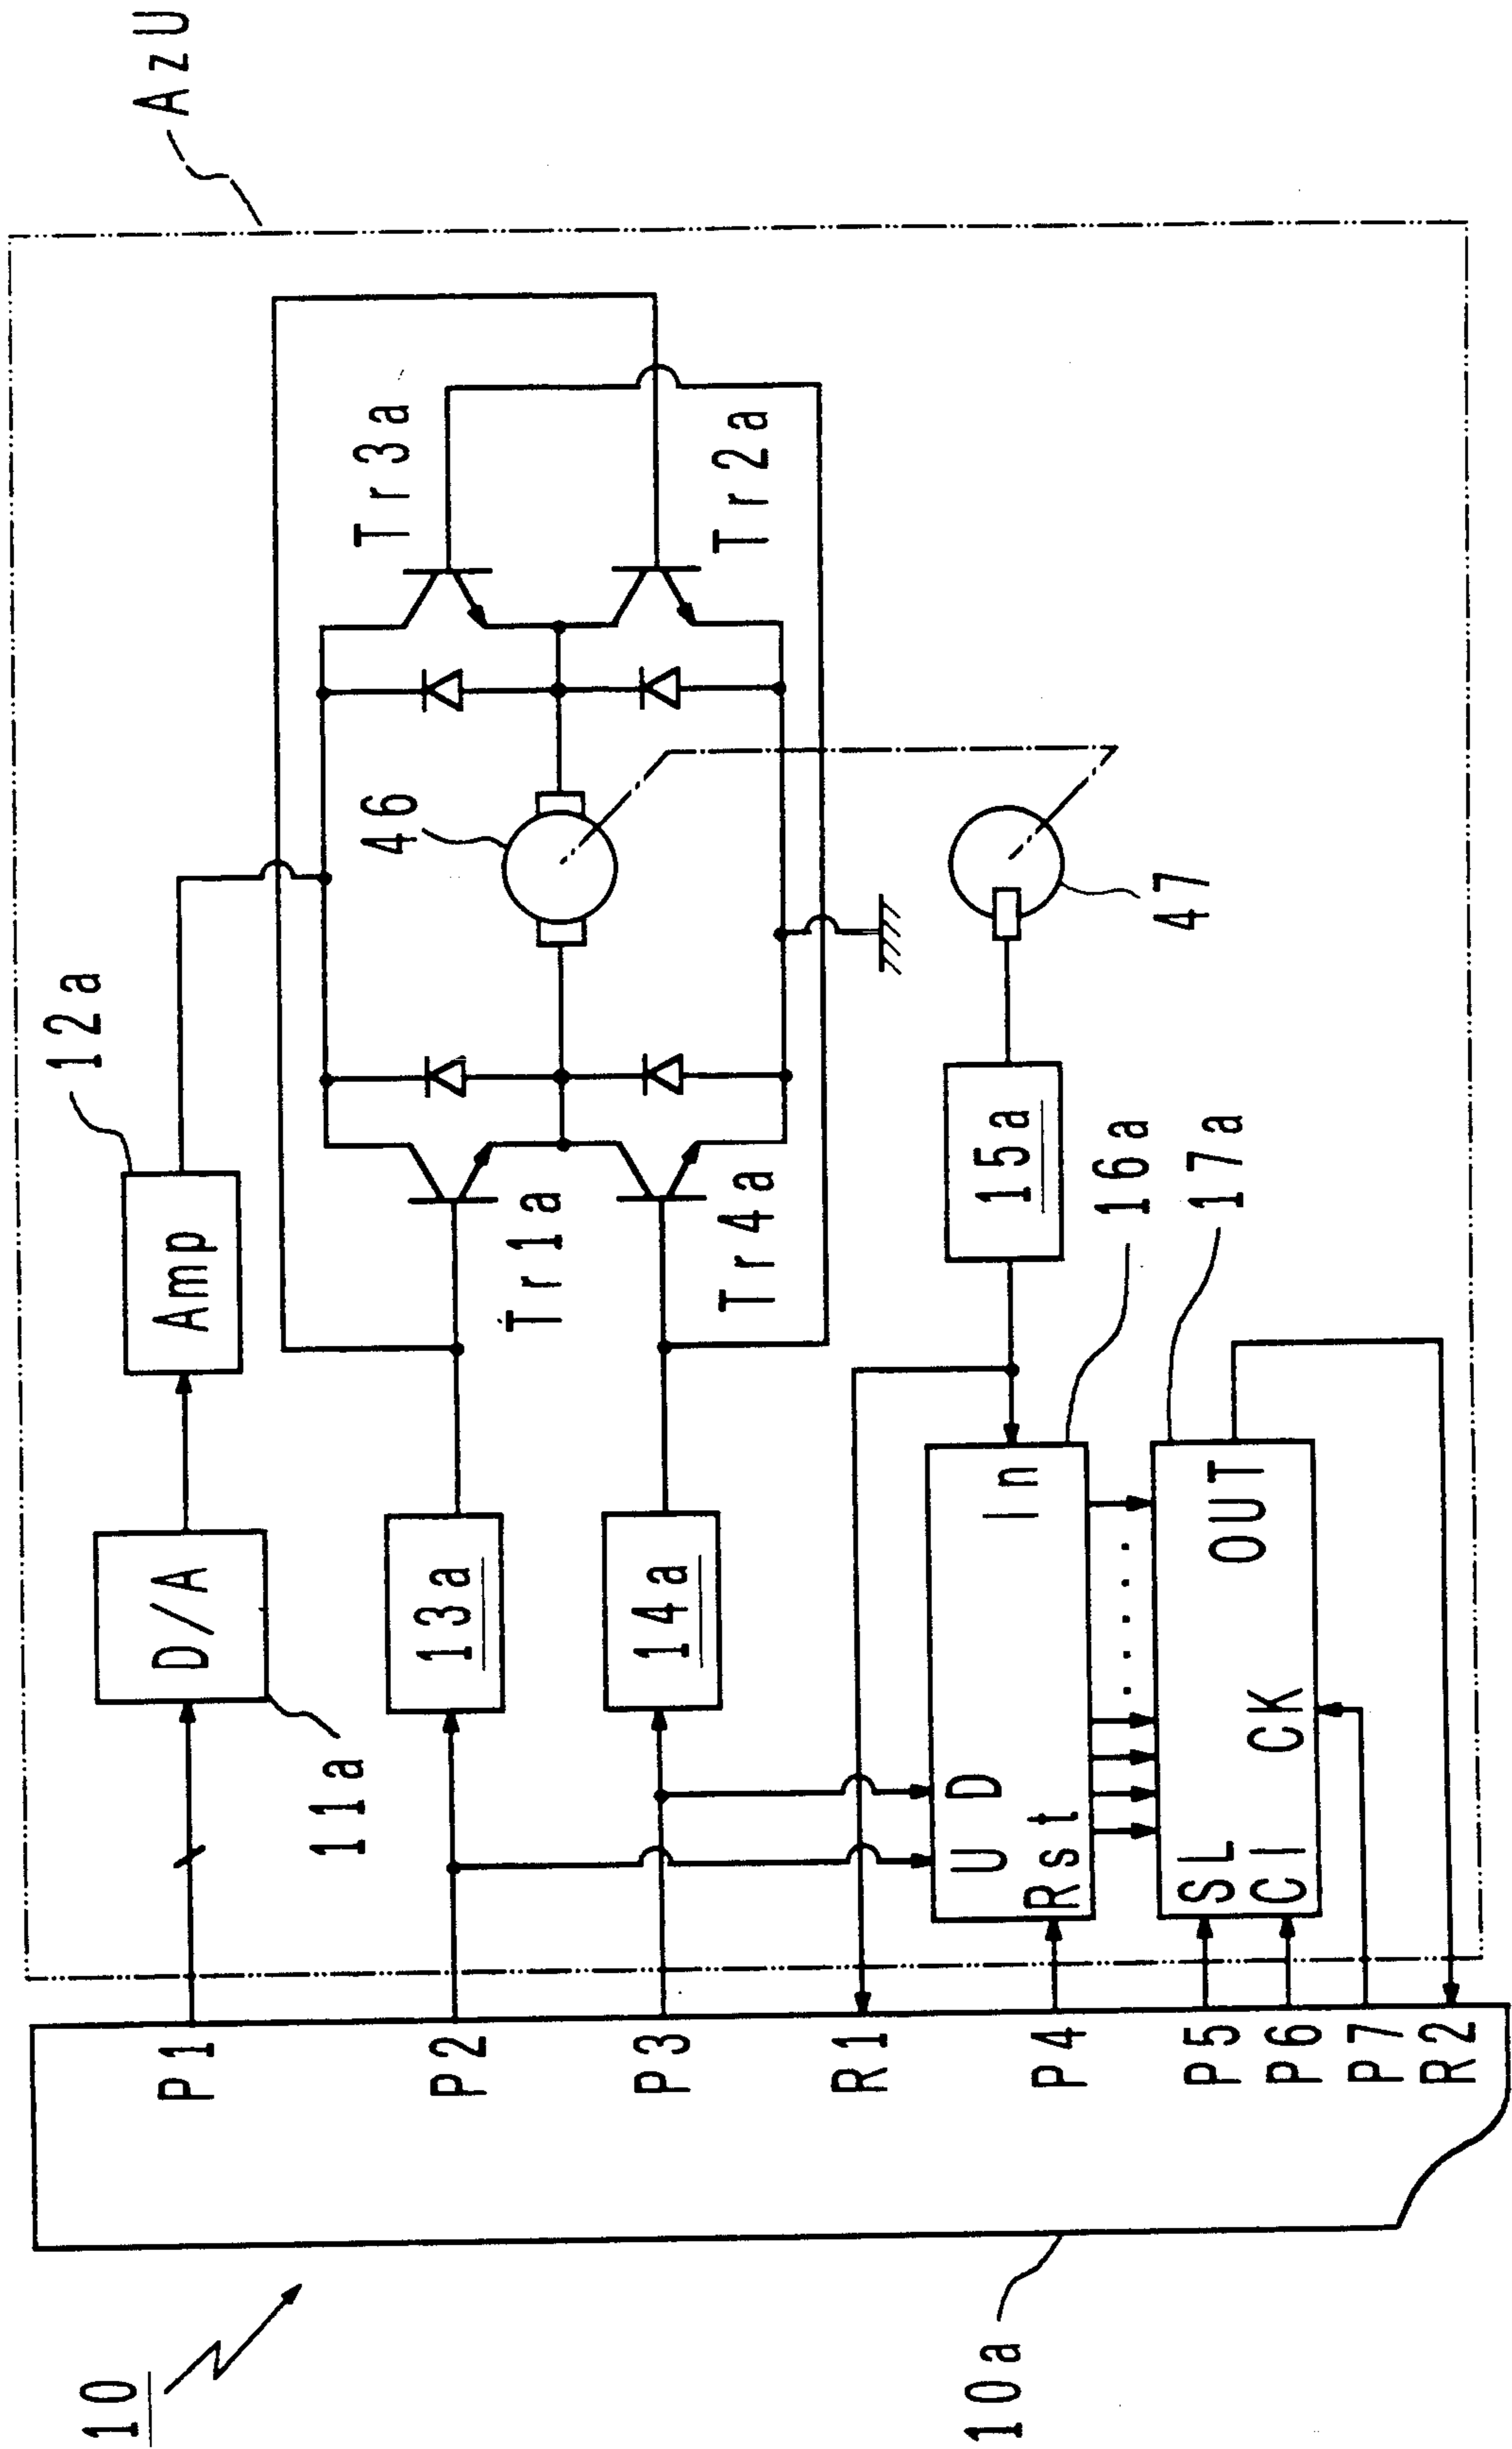 10
10a
AzU
P1
P2
P3
R1
P4
P5
P6
P7
R2
D/A
11a
Amp
12a
13a
14a
Tr1a
Tr4a
Tr3a
Tr2a
46
47
15a
16a
17a
U
D
In
Rst
SL
CI
CK
OUT